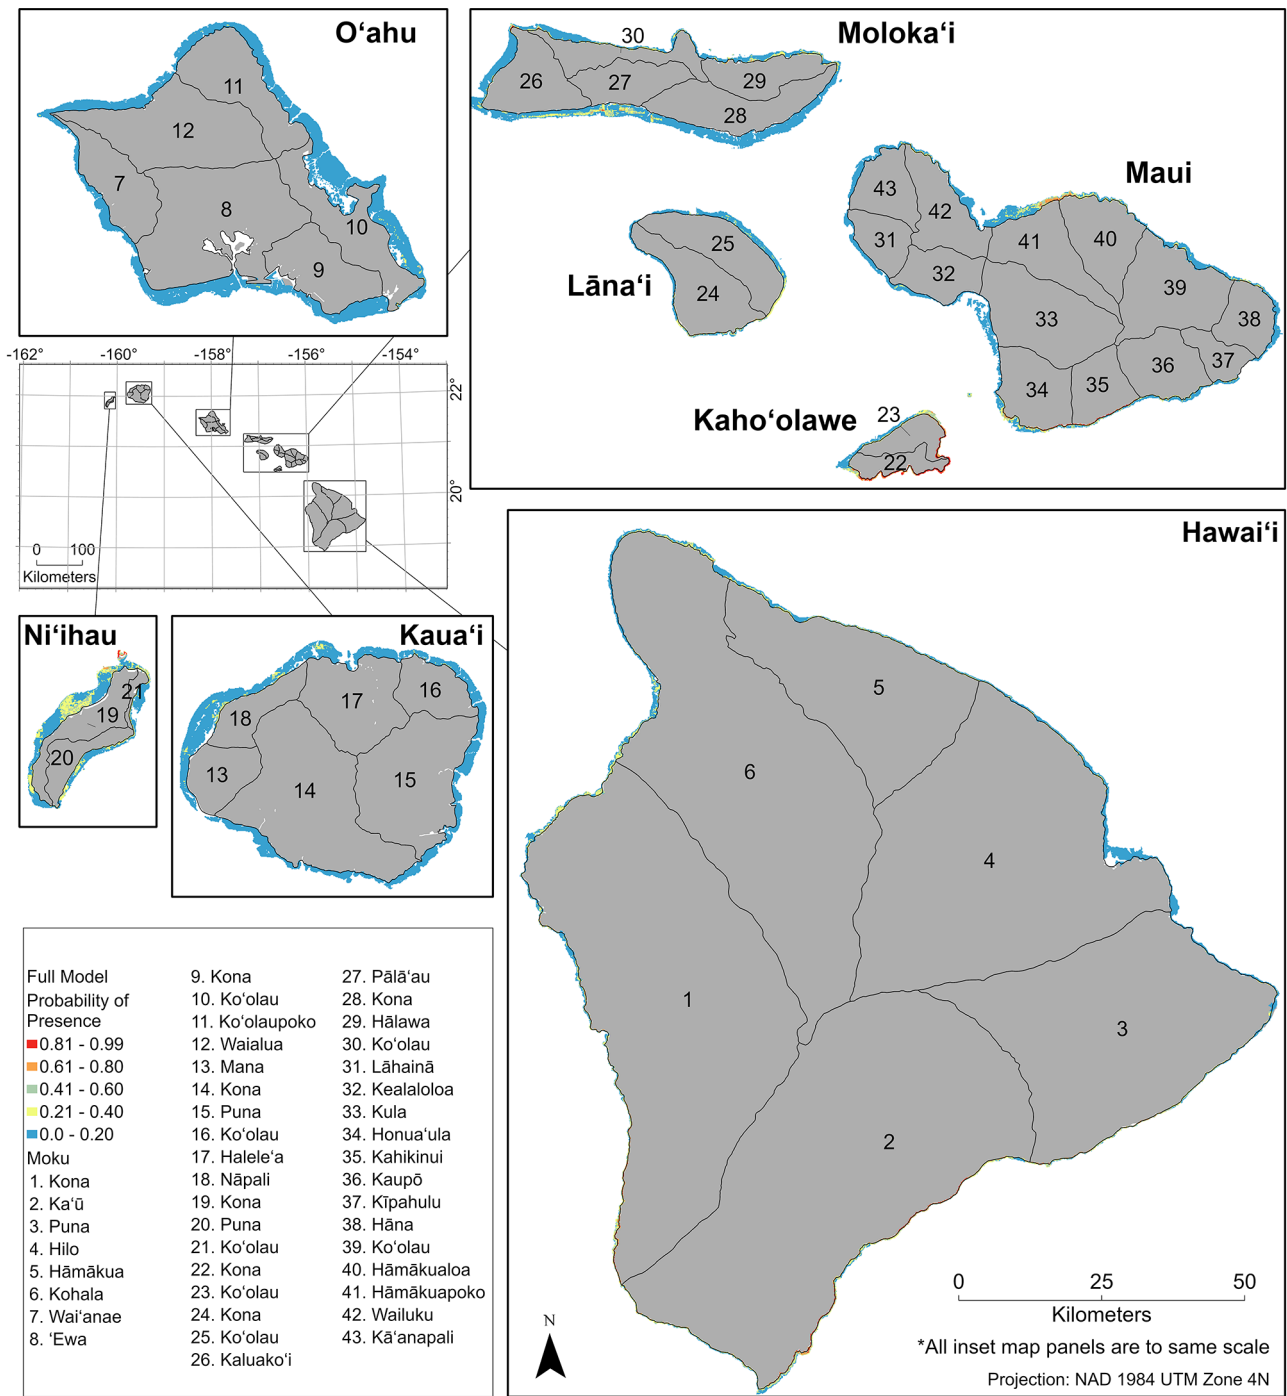 Oʻahu
11
12
7
8
10
9
Molokaʻi
30
26
27
29
28
Maui
43
42
31
41
40
32
39
33
38
36
37
34
35
Lānaʻi
25
24
Kahoʻolawe
23
22
-162°
-160°
-158°
-156°
-154°
22°
20°
0 100
Kilometers
Niʻihau
21
19
20
Kauaʻi
17
16
18
13
14
15
Hawaiʻi
5
6
4
1
3
2
N
0 25 50
Kilometers
*All inset map panels are to same scale
Projection: NAD 1984 UTM Zone 4N
Full Model
Probability of
Presence
0.81 - 0.99
0.61 - 0.80
0.41 - 0.60
0.21 - 0.40
0.0 - 0.20
Moku
1. Kona
2. Kaʻū
3. Puna
4. Hilo
5. Hāmākua
6. Kohala
7. Waiʻanae
8. ʻEwa
9. Kona
10. Koʻolau
11. Koʻolaupoko
12. Waialua
13. Mana
14. Kona
15. Puna
16. Koʻolau
17. Haleleʻa
18. Nāpali
19. Kona
20. Puna
21. Koʻolau
22. Kona
23. Koʻolau
24. Kona
25. Koʻolau
26. Kaluakoʻi
27. Pālāʻau
28. Kona
29. Hālawa
30. Koʻolau
31. Lāhainā
32. Kealaloloa
33. Kula
34. Honuaʻula
35. Kahikinui
36. Kaupō
37. Kīpahulu
38. Hāna
39. Koʻolau
40. Hāmākualoa
41. Hāmākuapoko
42. Wailuku
43. Kāʻanapali